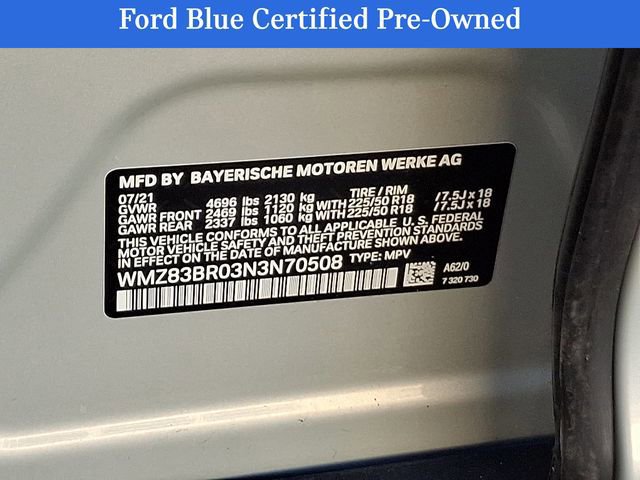 Ford Blue Certified Pre-Owned
MFD BY BAYERISCHE MOTOREN WERKE AG
07/21 TIRE / RIM
GVWR 4696 lbs 2130 kg
GAWR FRONT 2469 lbs 1120 kg WITH 225/50 R18 /7.5J x 18
GAWR REAR 2337 lbs 1060 kg WITH 225/50 R18 /7.5J x 18
THIS VEHICLE CONFORMS TO ALL APPLICABLE U.S. FEDERAL
MOTOR VEHICLE SAFETY AND THEFT PREVENTION STANDARDS
IN EFFECT ON THE DATE OF MANUFACTURE SHOWN ABOVE.
WMZ83BR03N3N70508 TYPE: MPV
A62/0
7 320 730